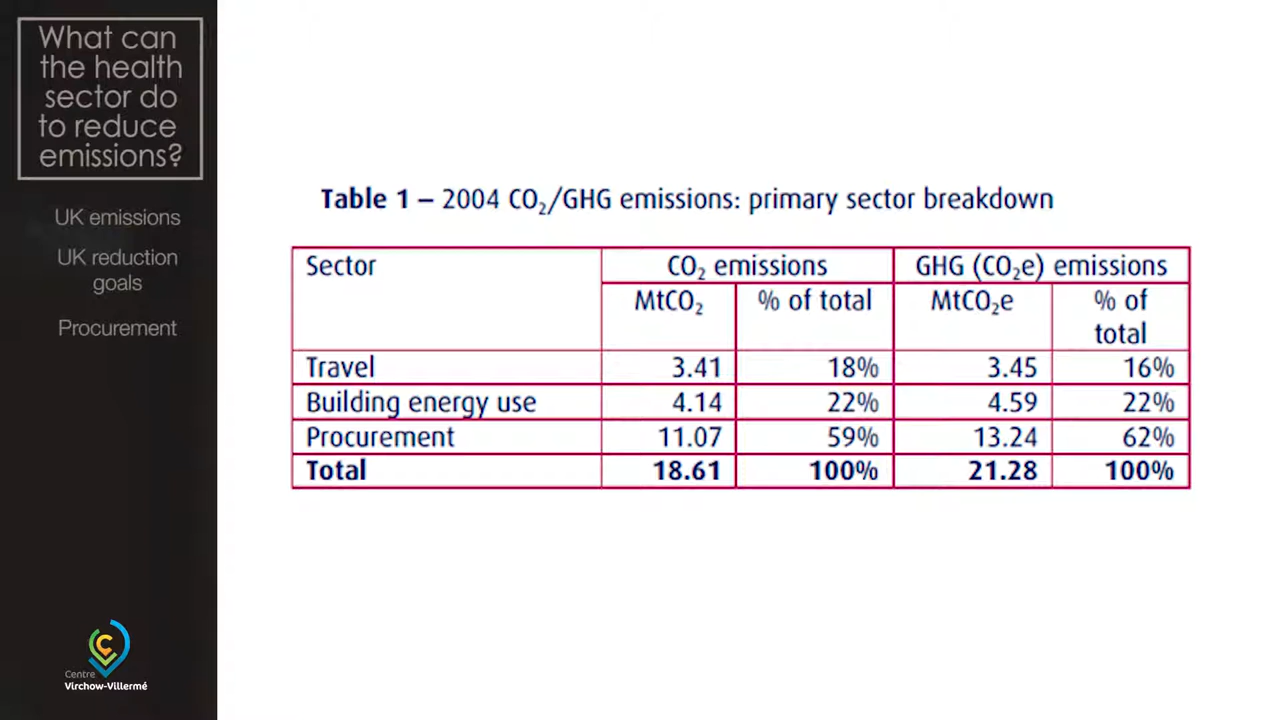 What can
the health
sector do
to reduce
emissions?
UK emissions
UK reduction
goals
Procurement
Centre
Virchow-Villermé
Table 1 – 2004 CO₂/GHG emissions: primary sector breakdown
Sector CO₂ emissions GHG (CO₂e) emissions
MtCO₂ % of total MtCO₂e % of
total
Travel 3.41 18% 3.45 16%
Building energy use 4.14 22% 4.59 22%
Procurement 11.07 59% 13.24 62%
Total 18.61 100% 21.28 100%